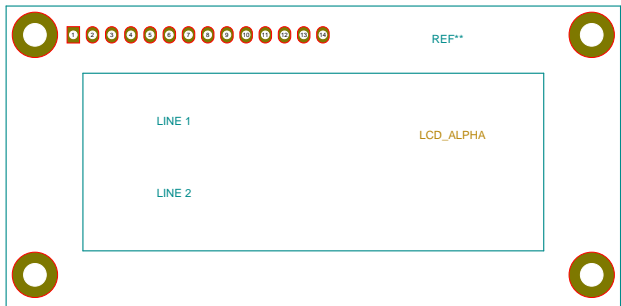 1 2 3 4 5 6 7 8 9 10 11 12 13 14
REF**
LINE 1
LCD_ALPHA
LINE 2